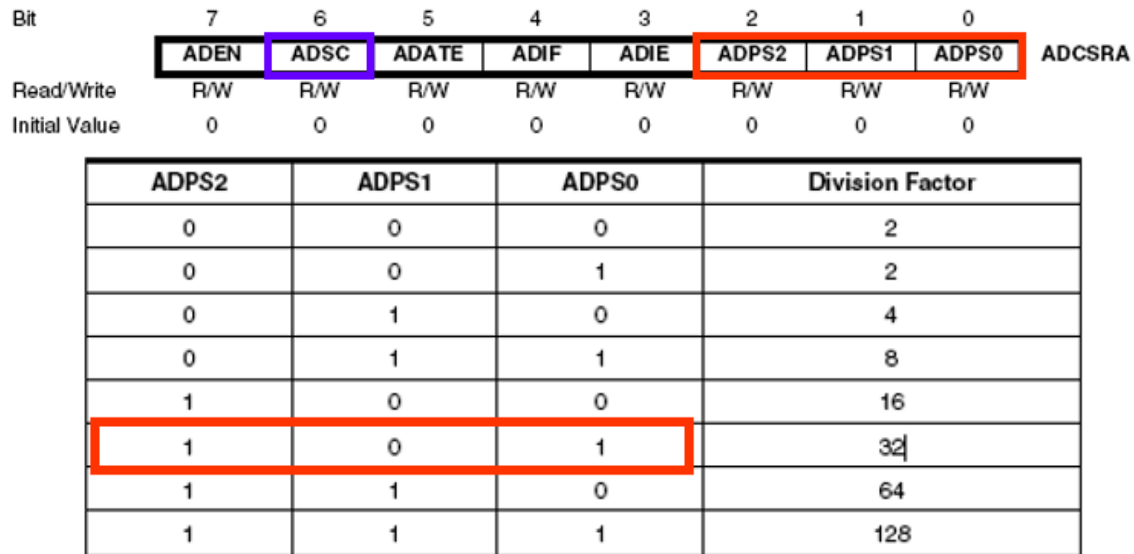 Bit 7 6 5 4 3 2 1 0
ADEN ADSC ADATE ADIF ADIE ADPS2 ADPS1 ADPS0 ADCSRA
Read/Write R/W R/W R/W R/W R/W R/W R/W R/W
Initial Value 0 0 0 0 0 0 0 0
ADPS2 ADPS1 ADPS0 Division Factor
0 0 0 2
0 0 1 2
0 1 0 4
0 1 1 8
1 0 0 16
1 0 1 32
1 1 0 64
1 1 1 128